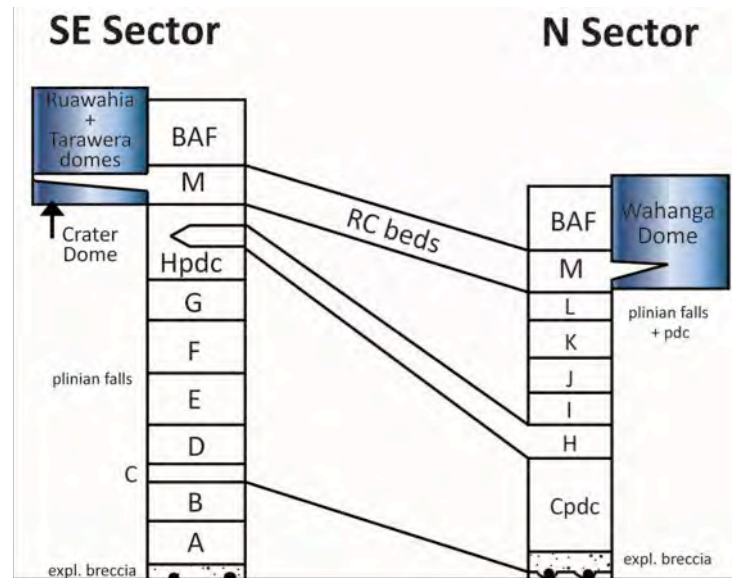 SE Sector
N Sector
Ruawahia
+
Tarawera
domes
BAF
M
Crater
Dome
Hpdc
G
F
plinian falls
E
D
C
B
A
expl. breccia
RC beds
BAF
Wahanga
Dome
M
L
plinian falls
+ pdc
K
J
I
H
Cpdc
expl. breccia